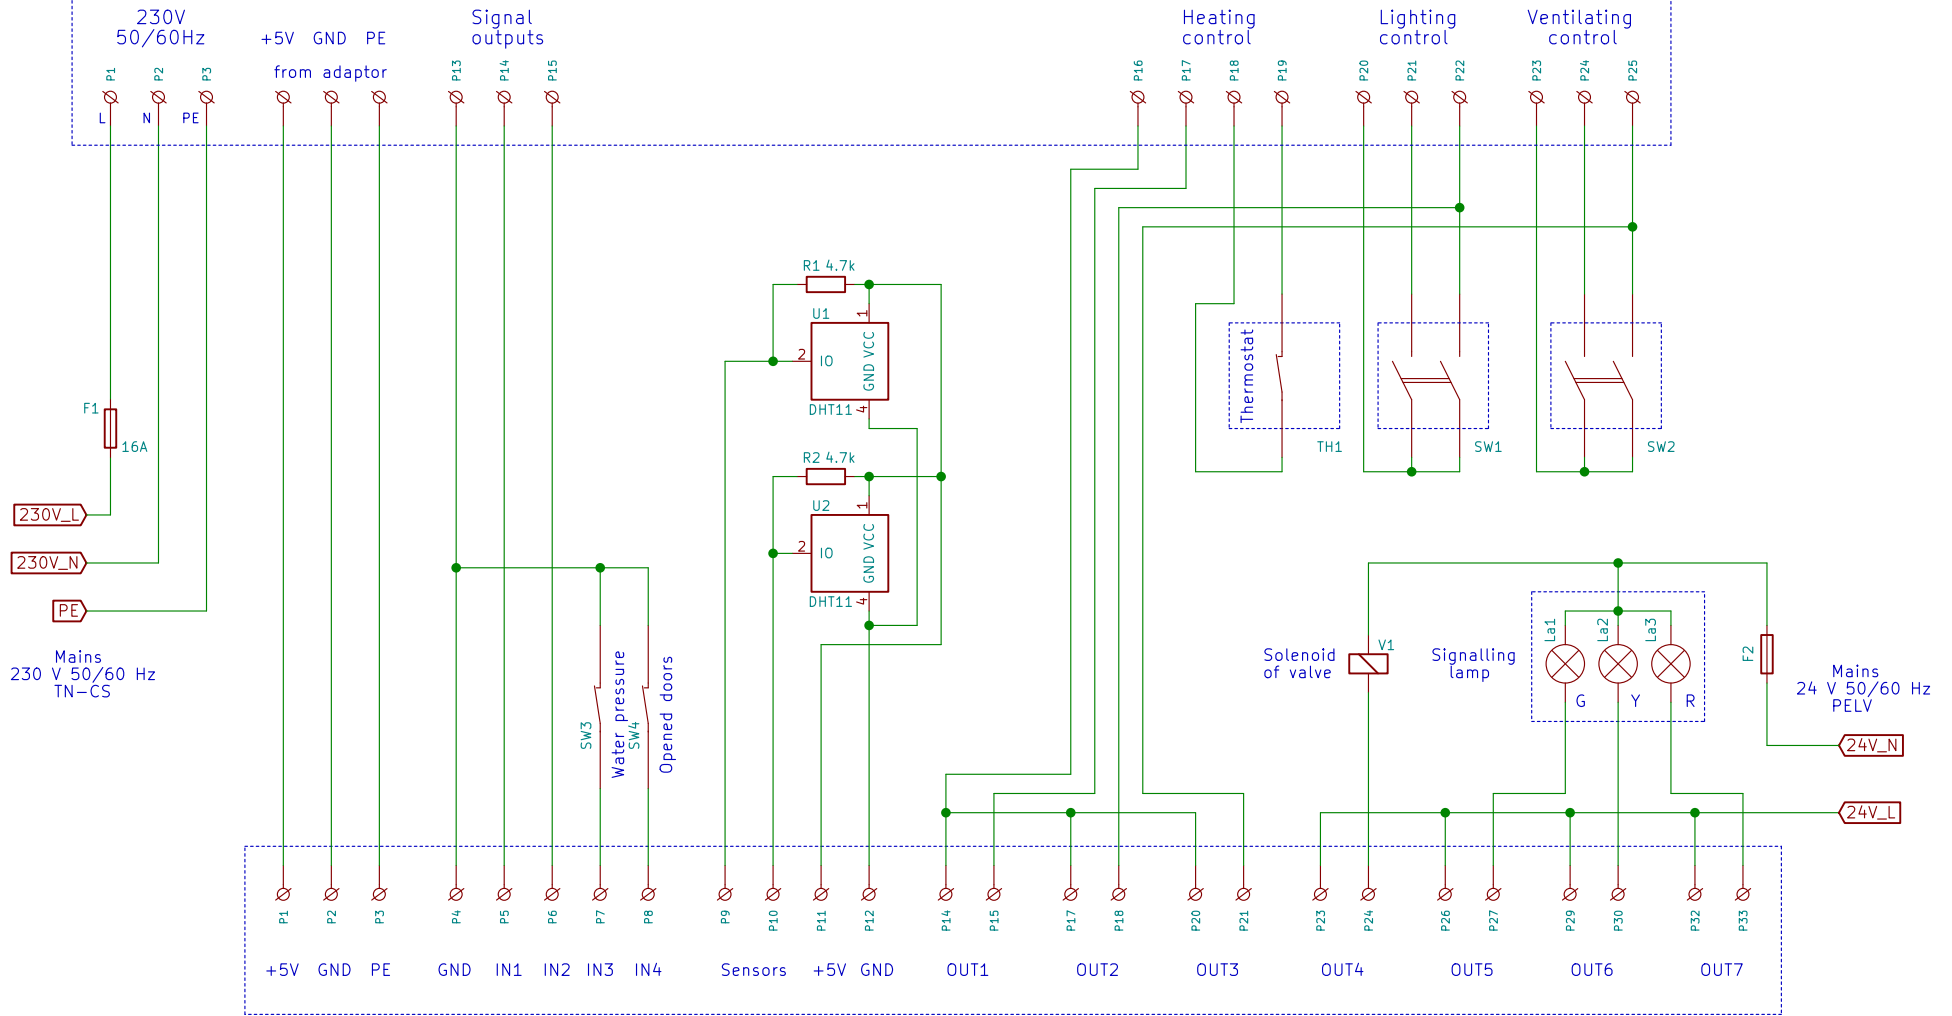 230V
50/60Hz
+5V GND PE
from adaptor
Signal
outputs
Heating
control
Lighting
control
Ventilating
control
P1 P2 P3
P13 P14 P15
P16 P17 P18 P19
P20 P21 P22
P23 P24 P25
L N PE
R1 4.7k
U1
1
VCC
2
IO
GND
DHT11
4
F1
16A
Thermostat
TH1
SW1
SW2
R2 4.7k
U2
1
VCC
2
IO
GND
DHT11
4
230V_L
230V_N
PE
Mains
230 V 50/60 Hz
TN-CS
SW3
Water pressure
SW4
Opened doors
Solenoid
of valve
V1
Signalling
lamp
La1 La2 La3
G Y R
F2
Mains
24 V 50/60 Hz
PELV
24V_N
24V_L
P1 P2 P3 P4 P5 P6 P7 P8 P9 P10 P11 P12 P14 P15 P17 P18 P20 P21 P23 P24 P26 P27 P29 P30 P32 P33
+5V GND PE GND IN1 IN2 IN3 IN4 Sensors +5V GND OUT1 OUT2 OUT3 OUT4 OUT5 OUT6 OUT7